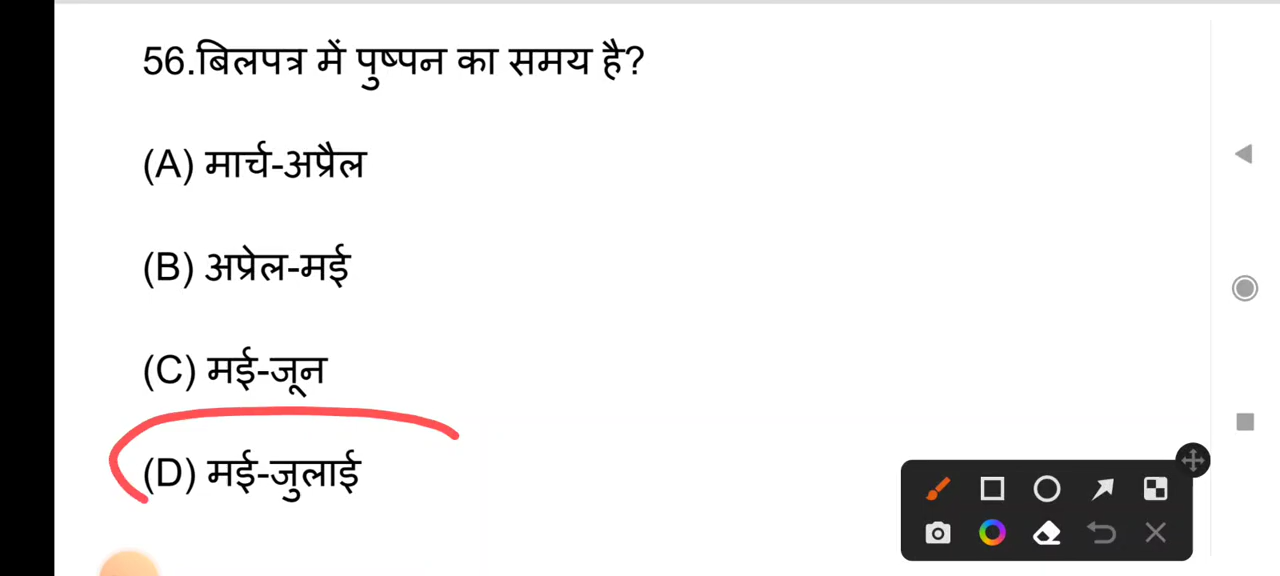 56.बिलपत्र में पुष्पन का समय है?
(A) मार्च-अप्रैल
(B) अप्रेल-मई
(C) मई-जून
(D) मई-जुलाई